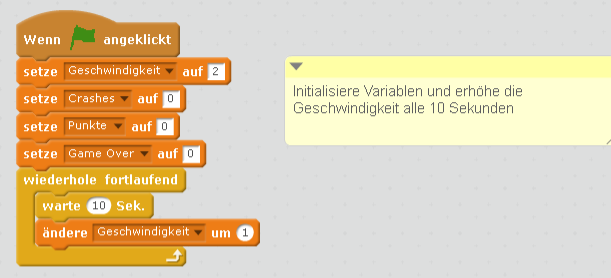 Wenn angeklickt
setze Geschwindigkeit auf 2
setze Crashes auf 0
setze Punkte auf 0
setze Game Over auf 0
wiederhole fortlaufend
warte 10 Sek.
ändere Geschwindigkeit um 1
Initialisiere Variablen und erhöhe die
Geschwindigkeit alle 10 Sekunden